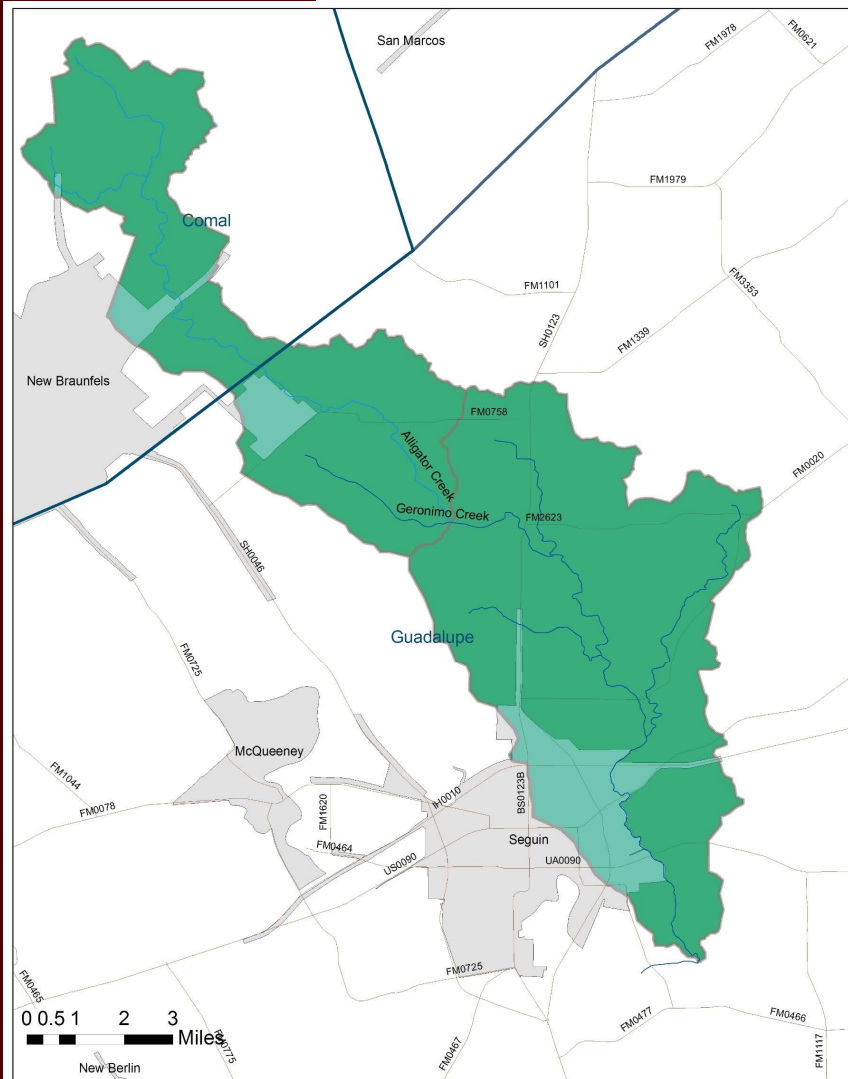 San Marcos
FM1978
FM0621
FM1979
Comal
FM1101
SH0123
FM3353
FM1339
New Braunfels
FM0758
Alligator Creek
FM0020
Geronimo Creek
FM2623
SH0046
Guadalupe
FM0725
McQueeney
FM1044
FM0078
FM1620
IH0010
BS0123B
Seguin
FM0464
US0090
UA0090
FM0725
FM0465
FM0775
FM0467
FM0477
FM0466
FM1117
0 0.5 1 2 3
Miles
New Berlin